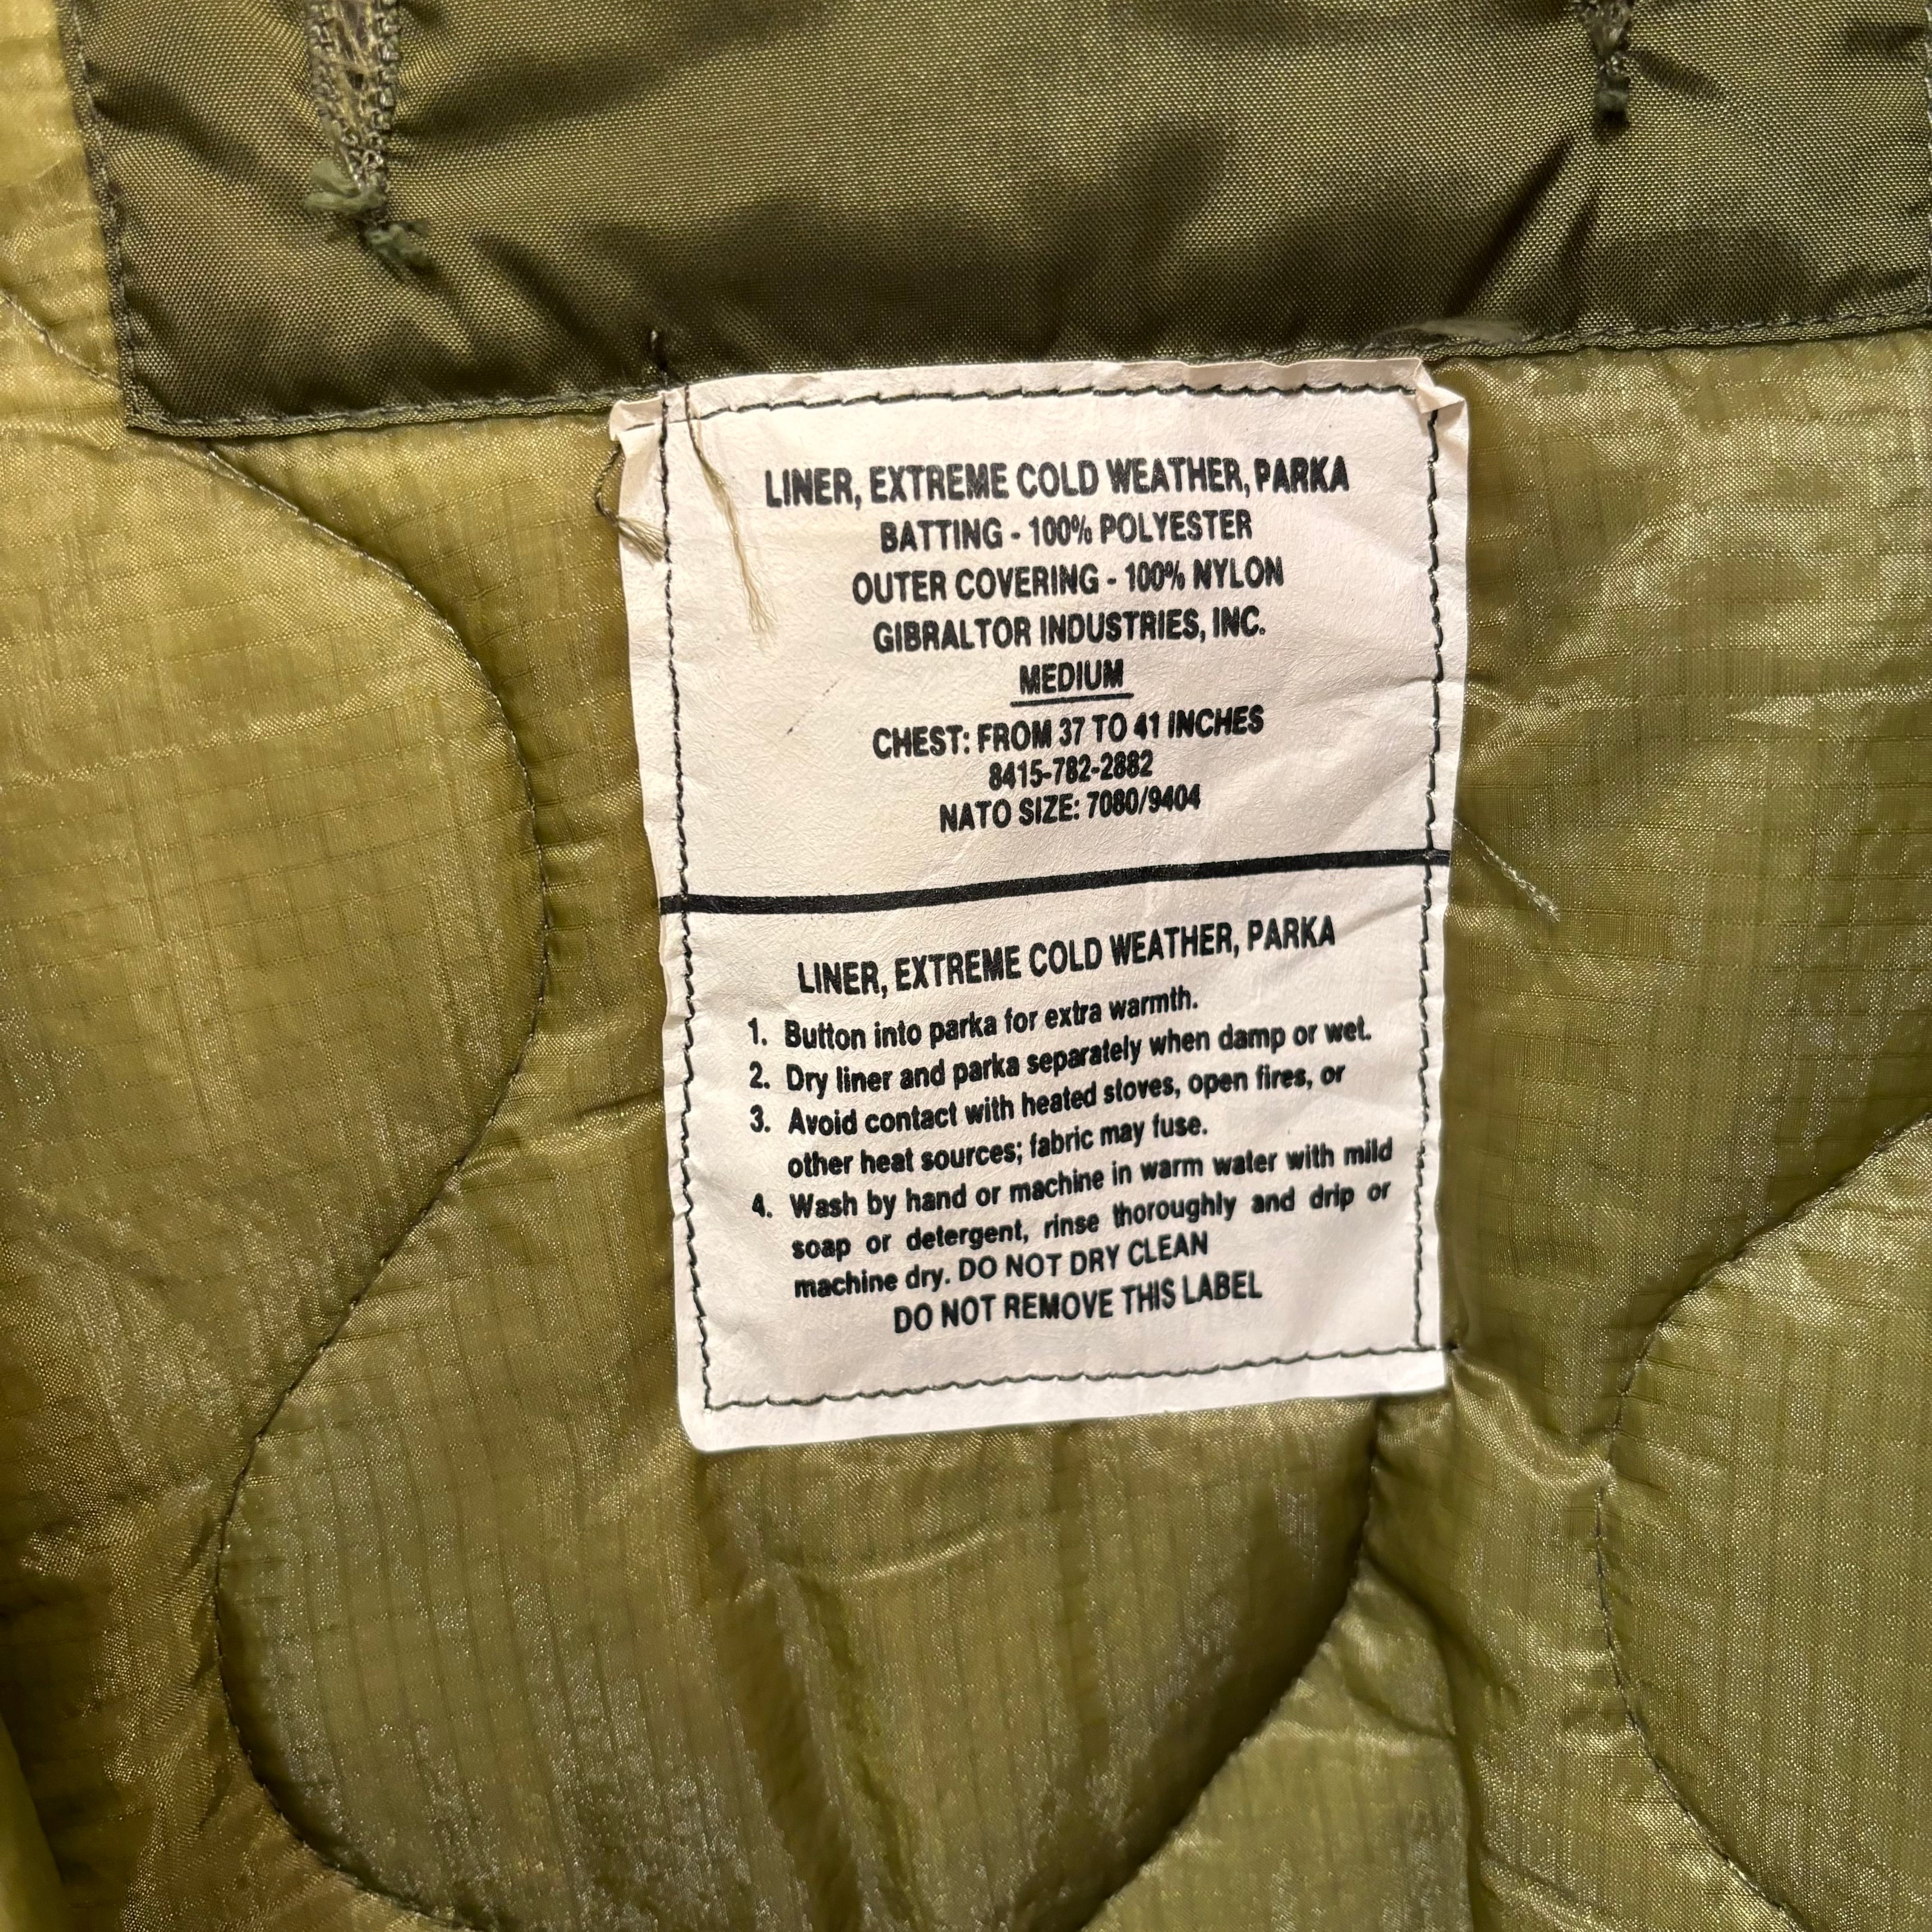 LINER, EXTREME COLD WEATHER, PARKA
BATTING - 100% POLYESTER
OUTER COVERING - 100% NYLON
GIBRALTOR INDUSTRIES, INC.
MEDIUM
CHEST: FROM 37 TO 41 INCHES
8415-782-2882
NATO SIZE: 7080/9404
LINER, EXTREME COLD WEATHER, PARKA
1. Button into parka for extra warmth.
2. Dry liner and parka separately when damp or wet.
3. Avoid contact with heated stoves, open fires, or
other heat sources; fabric may fuse.
4. Wash by hand or machine in warm water with mild
soap or detergent, rinse thoroughly and drip or
machine dry. DO NOT DRY CLEAN
DO NOT REMOVE THIS LABEL